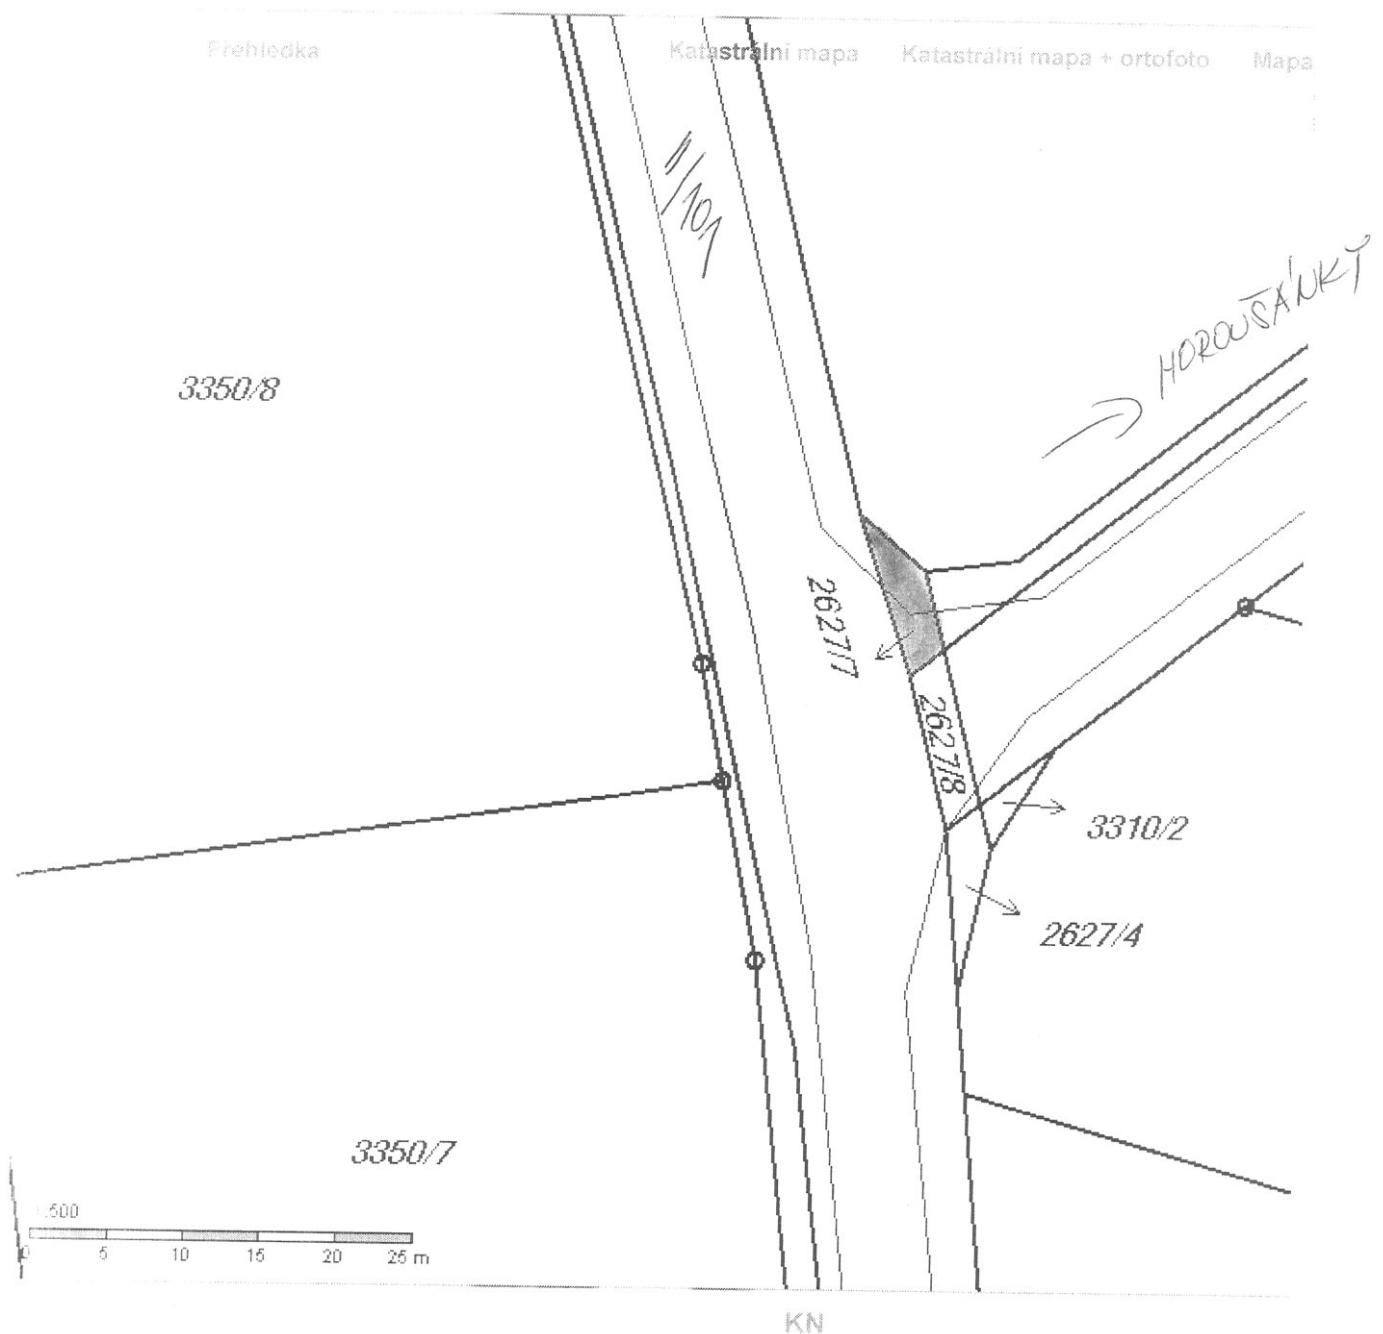 Přehledka
Katastrální mapa
Katastrální mapa + ortofoto
Mapa
II/101
HOROUŠÁNKY
3350/8
2627/7
2627/8
3310/2
2627/4
3350/7
1:500
0 5 10 15 20 25 m
KN